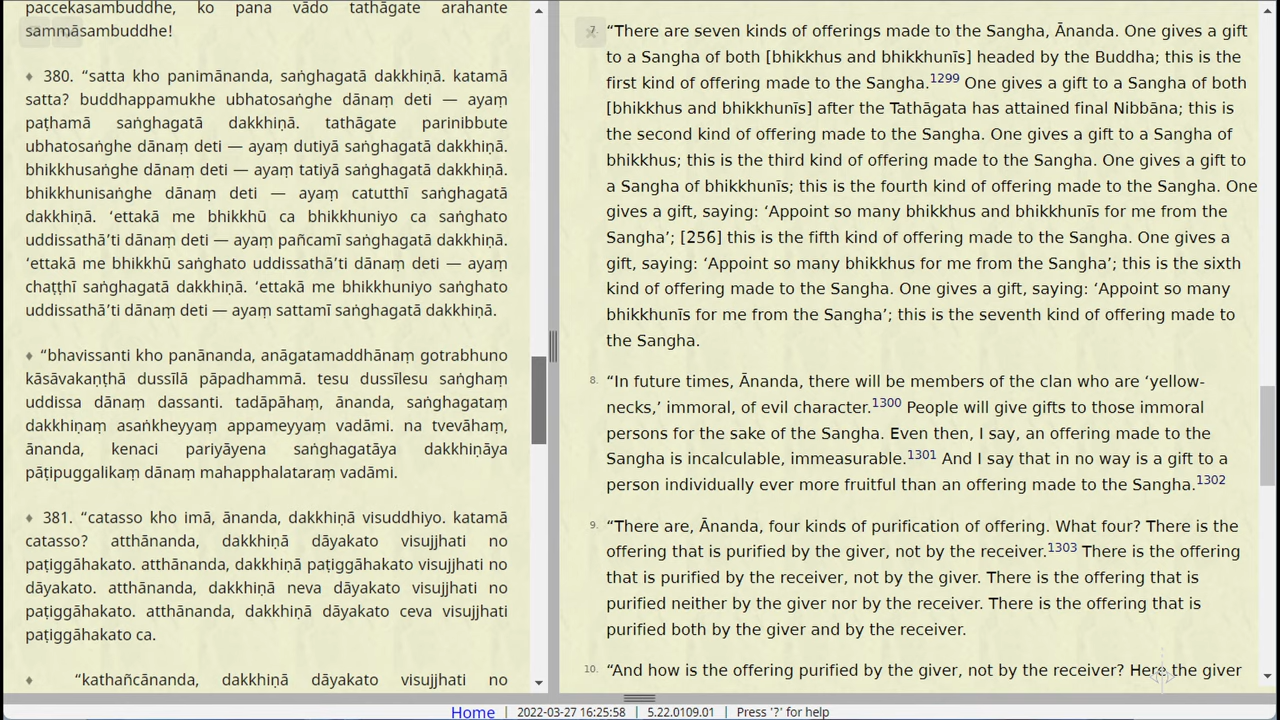 paccekasambuddhe, ko pana vādo tathāgate arahante
sammāsambuddhe!
♦ 380. “satta kho panimānanda, saṅghagatā dakkhiṇā. katamā
satta? buddhappamukhe ubhatosaṅghe dānaṃ deti — ayaṃ
paṭhamā saṅghagatā dakkhiṇā. tathāgate parinibbute
ubhatosaṅghe dānaṃ deti — ayaṃ dutiyā saṅghagatā dakkhiṇā.
bhikkhusaṅghe dānaṃ deti — ayaṃ tatiyā saṅghagatā dakkhiṇā.
bhikkhunisaṅghe dānaṃ deti — ayaṃ catutthī saṅghagatā
dakkhiṇā. ‘ettakā me bhikkhū ca bhikkhuniyo ca saṅghato
uddissathā’ti dānaṃ deti — ayaṃ pañcamī saṅghagatā dakkhiṇā.
‘ettakā me bhikkhū saṅghato uddissathā’ti dānaṃ deti — ayaṃ
chaṭṭhī saṅghagatā dakkhiṇā. ‘ettakā me bhikkhuniyo saṅghato
uddissathā’ti dānaṃ deti — ayaṃ sattamī saṅghagatā dakkhiṇā.
♦ “bhavissanti kho panānanda, anāgatamaddhānaṃ gotrabhuno
kāsāvakaṇṭhā dussīlā pāpadhammā. tesu dussīlesu saṅghaṃ
uddissa dānaṃ dassanti. tadāpāhaṃ, ānanda, saṅghagataṃ
dakkhiṇaṃ asaṅkheyyaṃ appameyyaṃ vadāmi. na tvevāhaṃ,
ānanda, kenaci pariyāyena saṅghagatāya dakkhiṇāya
pāṭipuggalikaṃ dānaṃ mahapphalataraṃ vadāmi.
♦ 381. “catasso kho imā, ānanda, dakkhiṇā visuddhiyo. katamā
catasso? atthānanda, dakkhiṇā dāyakato visujjhati no
paṭiggāhakato. atthānanda, dakkhiṇā paṭiggāhakato visujjhati no
dāyakato. atthānanda, dakkhiṇā neva dāyakato visujjhati no
paṭiggāhakato. atthānanda, dakkhiṇā dāyakato ceva visujjhati
paṭiggāhakato ca.
♦ “kathañcānanda, dakkhiṇā dāyakato visujjhati no
7. “There are seven kinds of offerings made to the Sangha, Ānanda. One gives a gift
to a Sangha of both [bhikkhus and bhikkhunīs] headed by the Buddha; this is the
first kind of offering made to the Sangha.1299 One gives a gift to a Sangha of both
[bhikkhus and bhikkhunīs] after the Tathāgata has attained final Nibbāna; this is
the second kind of offering made to the Sangha. One gives a gift to a Sangha of
bhikkhus; this is the third kind of offering made to the Sangha. One gives a gift to
a Sangha of bhikkhunīs; this is the fourth kind of offering made to the Sangha. One
gives a gift, saying: ‘Appoint so many bhikkhus and bhikkhunīs for me from the
Sangha’; [256] this is the fifth kind of offering made to the Sangha. One gives a
gift, saying: ‘Appoint so many bhikkhus for me from the Sangha’; this is the sixth
kind of offering made to the Sangha. One gives a gift, saying: ‘Appoint so many
bhikkhunīs for me from the Sangha’; this is the seventh kind of offering made to
the Sangha.
8. “In future times, Ānanda, there will be members of the clan who are ‘yellow-
necks,’ immoral, of evil character.1300 People will give gifts to those immoral
persons for the sake of the Sangha. Even then, I say, an offering made to the
Sangha is incalculable, immeasurable.1301 And I say that in no way is a gift to a
person individually ever more fruitful than an offering made to the Sangha.1302
9. “There are, Ānanda, four kinds of purification of offering. What four? There is the
offering that is purified by the giver, not by the receiver.1303 There is the offering
that is purified by the receiver, not by the giver. There is the offering that is
purified neither by the giver nor by the receiver. There is the offering that is
purified both by the giver and by the receiver.
10. “And how is the offering purified by the giver, not by the receiver? Here the giver
Home | 2022-03-27 16:25:58 | 5.22.0109.01 | Press '?' for help